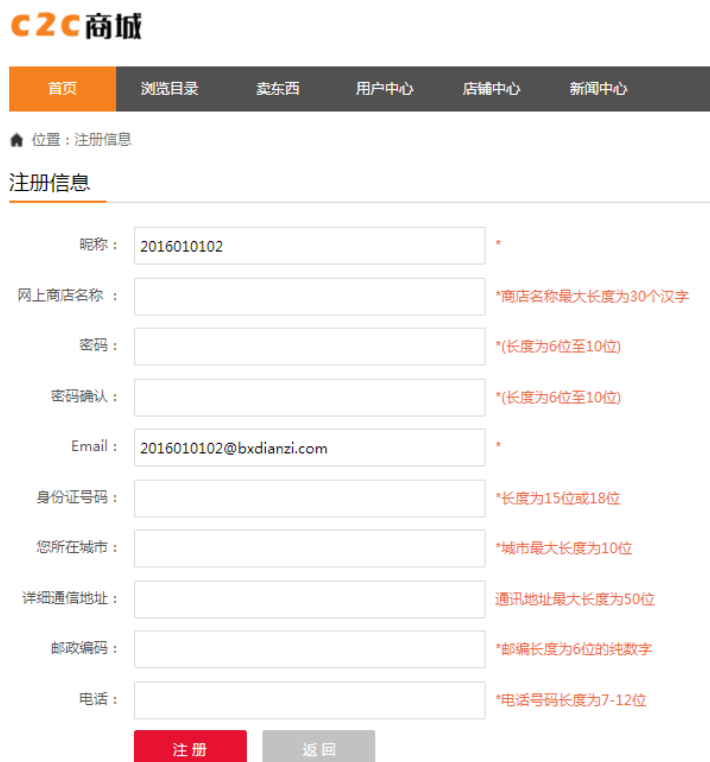 c2c商城
首页 浏览目录 卖东西 用户中心 店铺中心 新闻中心
位置：注册信息
注册信息
昵称： 2016010102 *
网上商店名称 ： *商店名称最大长度为30个汉字
密码： *(长度为6位至10位)
密码确认： *(长度为6位至10位)
Email： 2016010102@bxdianzi.com *
身份证号码： *长度为15位或18位
您所在城市： *城市最大长度为10位
详细通信地址： 通讯地址最大长度为50位
邮政编码： *邮编长度为6位的纯数字
电话： *电话号码长度为7-12位
注 册 返 回